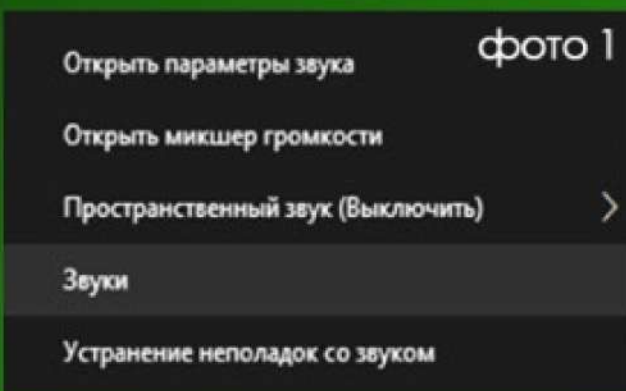 фото 1
Открыть параметры звука
Открыть микшер громкости
Пространственный звук (Выключить)
Звуки
Устранение неполадок со звуком